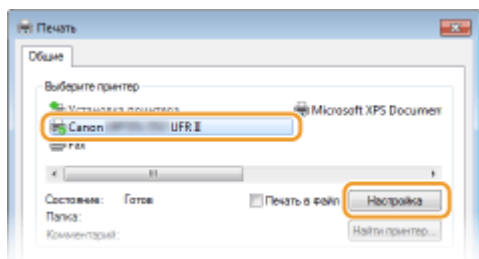 Печать
Общие
Выберите принтер
Установка принтера
Microsoft XPS Documen
Canon UFR II
Fax
Состояние: Готов
Печать в файл
Настройка
Папка:
Комментарий:
Найти принтер...